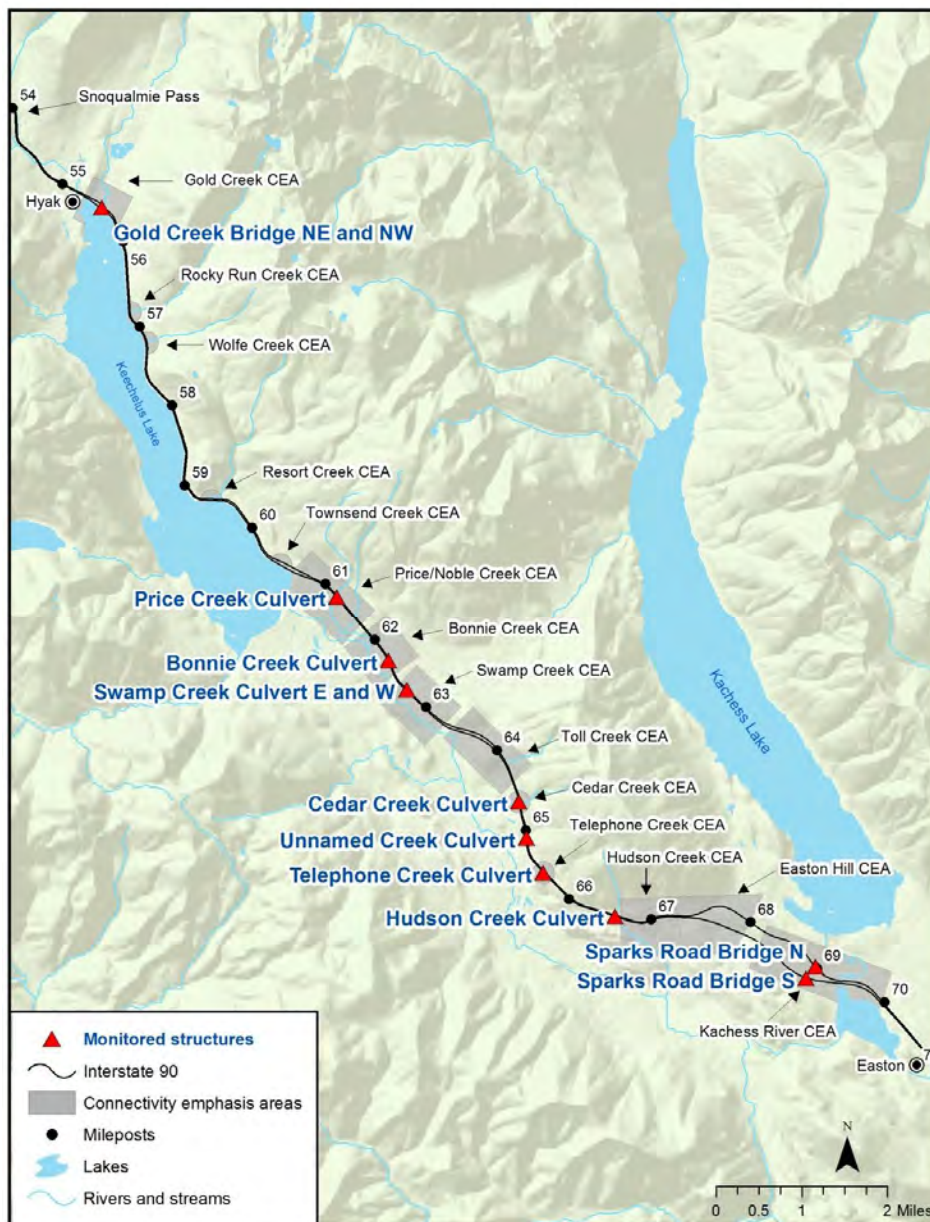 54
Snoqualmie Pass
55
Gold Creek CEA
Hyak
Gold Creek Bridge NE and NW
56
Rocky Run Creek CEA
57
Wolfe Creek CEA
58
Keechelus Lake
59
Resort Creek CEA
60
Townsend Creek CEA
61
Price/Noble Creek CEA
Price Creek Culvert
62
Bonnie Creek CEA
Bonnie Creek Culvert
Swamp Creek CEA
Swamp Creek Culvert E and W
63
Kachess Lake
64
Toll Creek CEA
Cedar Creek CEA
Cedar Creek Culvert
65
Telephone Creek CEA
Unnamed Creek Culvert
Hudson Creek CEA
Easton Hill CEA
Telephone Creek Culvert
66
67
68
Hudson Creek Culvert
Sparks Road Bridge N
69
Sparks Road Bridge S
70
Kachess River CEA
7
Easton
Monitored structures
Interstate 90
Connectivity emphasis areas
Mileposts
Lakes
Rivers and streams
N
0 0.5 1 2 Miles